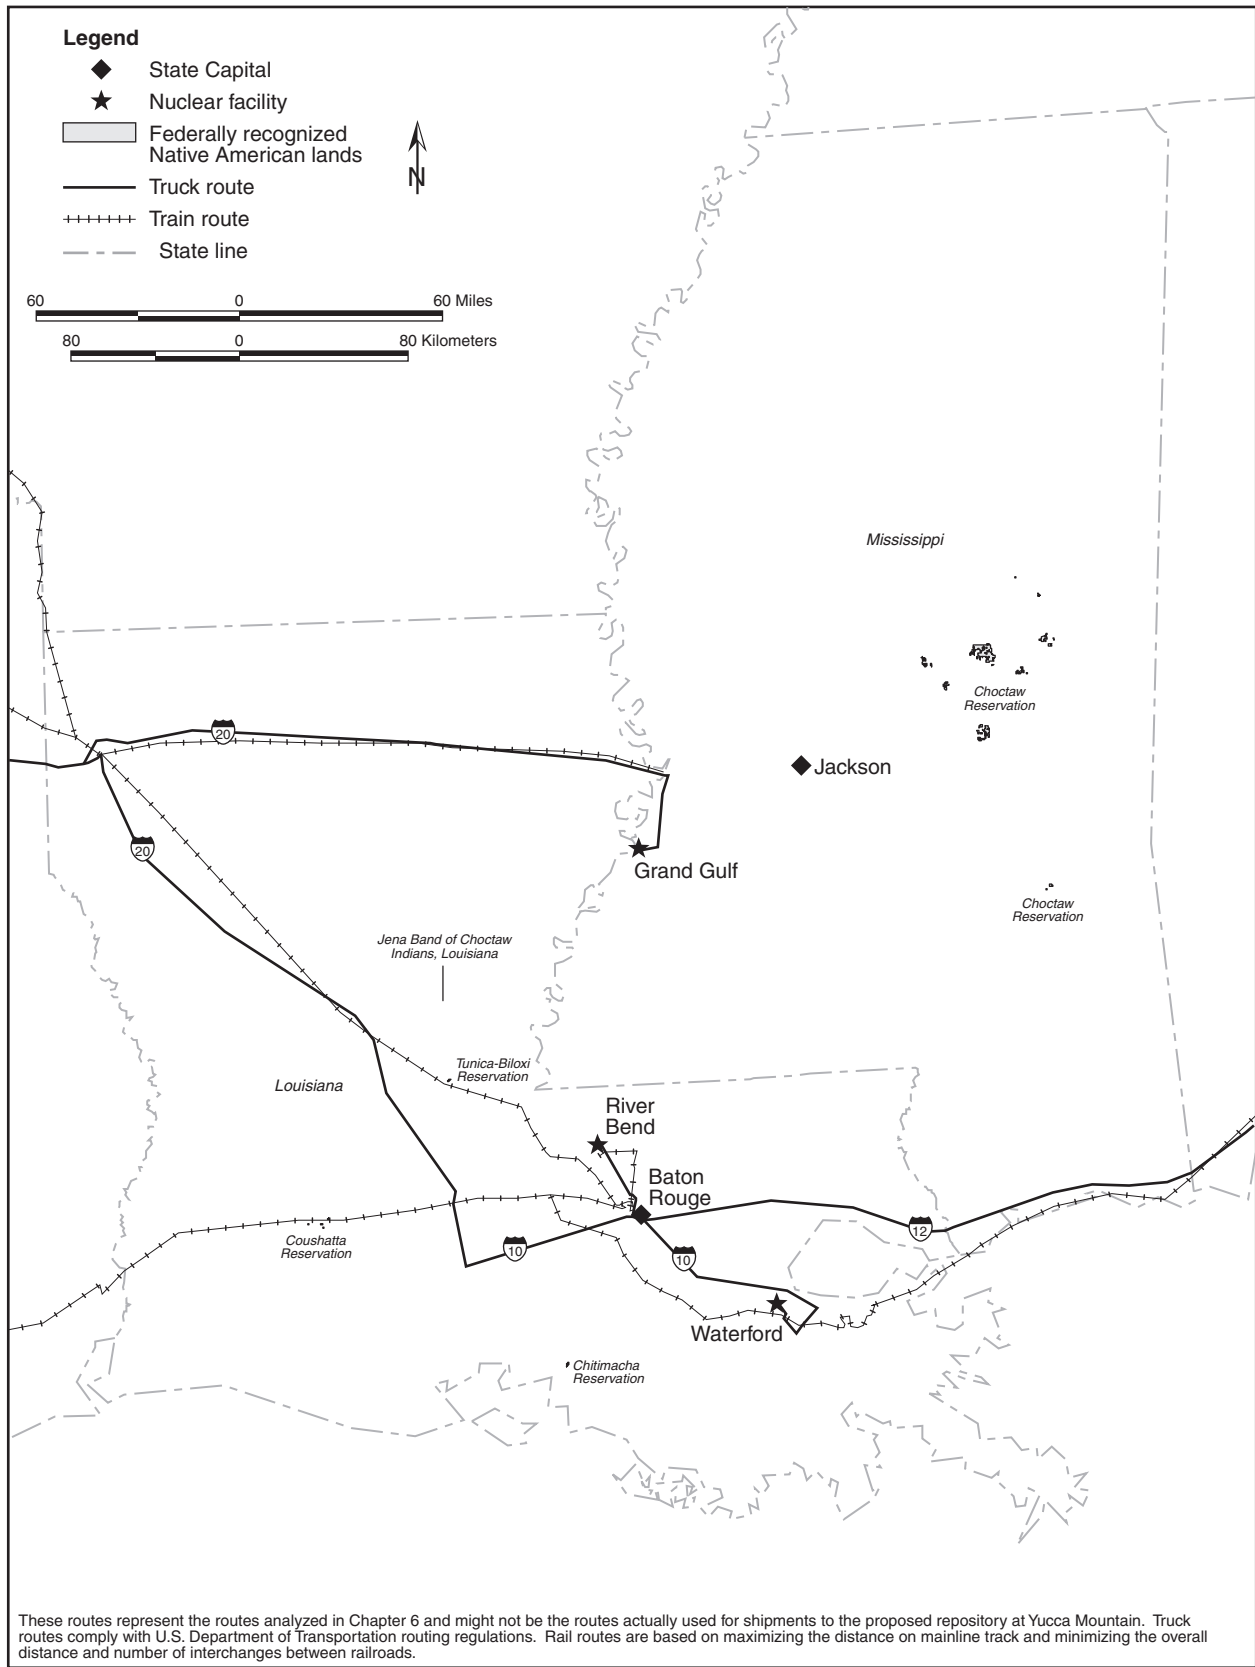 Legend
State Capital
Nuclear facility
Federally recognized
Native American lands
Truck route
Train route
State line
N
60 0 60 Miles
80 0 80 Kilometers
Mississippi
Choctaw
Reservation
20
Jackson
20
Grand Gulf
Choctaw
Reservation
Jena Band of Choctaw
Indians, Louisiana
Tunica-Biloxi
Reservation
Louisiana
River
Bend
Baton
Rouge
Coushatta
Reservation
10
10
12
Waterford
Chitimacha
Reservation
These routes represent the routes analyzed in Chapter 6 and might not be the routes actually used for shipments to the proposed repository at Yucca Mountain. Truck
routes comply with U.S. Department of Transportation routing regulations. Rail routes are based on maximizing the distance on mainline track and minimizing the overall
distance and number of interchanges between railroads.